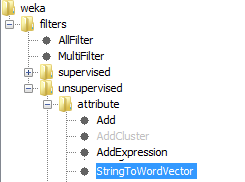 weka
filters
AllFilter
MultiFilter
supervised
unsupervised
attribute
Add
AddCluster
AddExpression
StringToWordVector